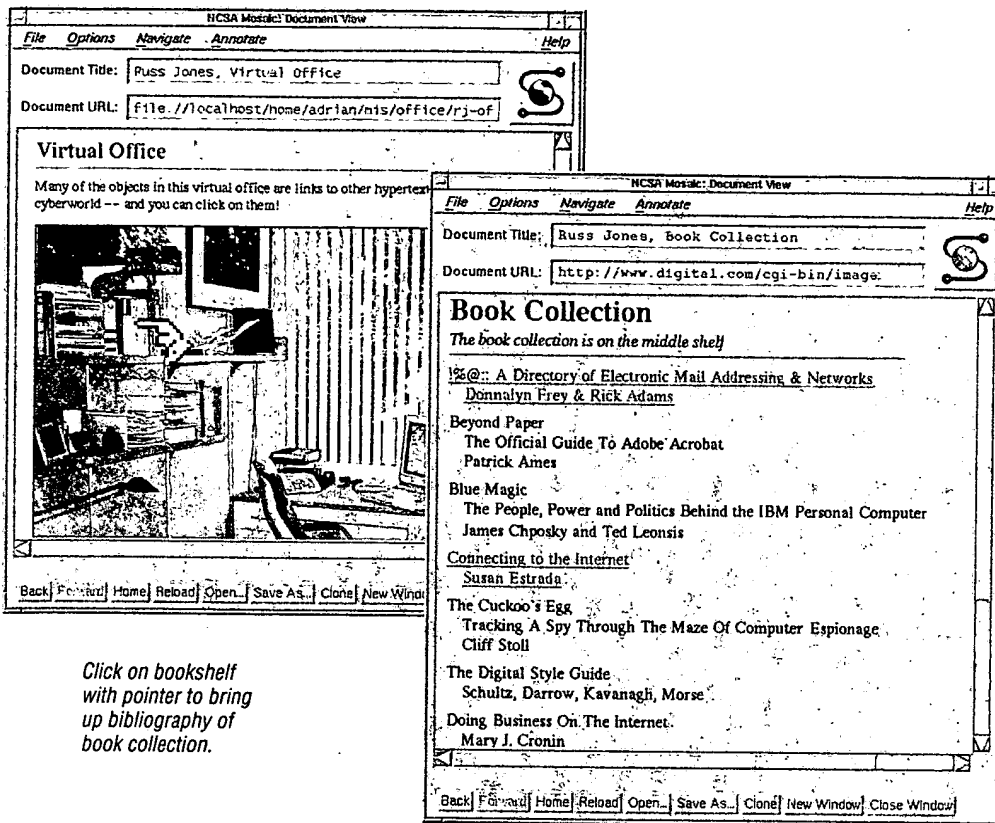 NCSA Mosaic: Document View
File Options Navigate Annotate Help
Document Title: Russ Jones, Virtual Office
Document URL: file://localhost/home/adrian/nis/office/rj-of
Virtual Office
Many of the objects in this virtual office are links to other hypertext
cyberworld -- and you can click on them!
Back Forward Home Reload Open... Save As... Clone New Windo
Click on bookshelf
with pointer to bring
up bibliography of
book collection.
NCSA Mosaic: Document View
File Options Navigate Annotate Help
Document Title: Russ Jones, Book Collection
Document URL: http://www.digital.com/cgi-bin/image
Book Collection
The book collection is on the middle shelf
!%@:: A Directory of Electronic Mail Addressing & Networks
Donnalyn Frey & Rick Adams
Beyond Paper
The Official Guide To Adobe Acrobat
Patrick Ames
Blue Magic
The People, Power and Politics Behind the IBM Personal Computer
James Chposky and Ted Leonsis
Connecting to the Internet
Susan Estrada
The Cuckoo's Egg
Tracking A Spy Through The Maze Of Computer Espionage
Cliff Stoll
The Digital Style Guide
Schultz, Darrow, Kavanagh, Morse
Doing Business On The Internet
Mary J. Cronin
Back Forward Home Reload Open... Save As... Clone New Window Close Window